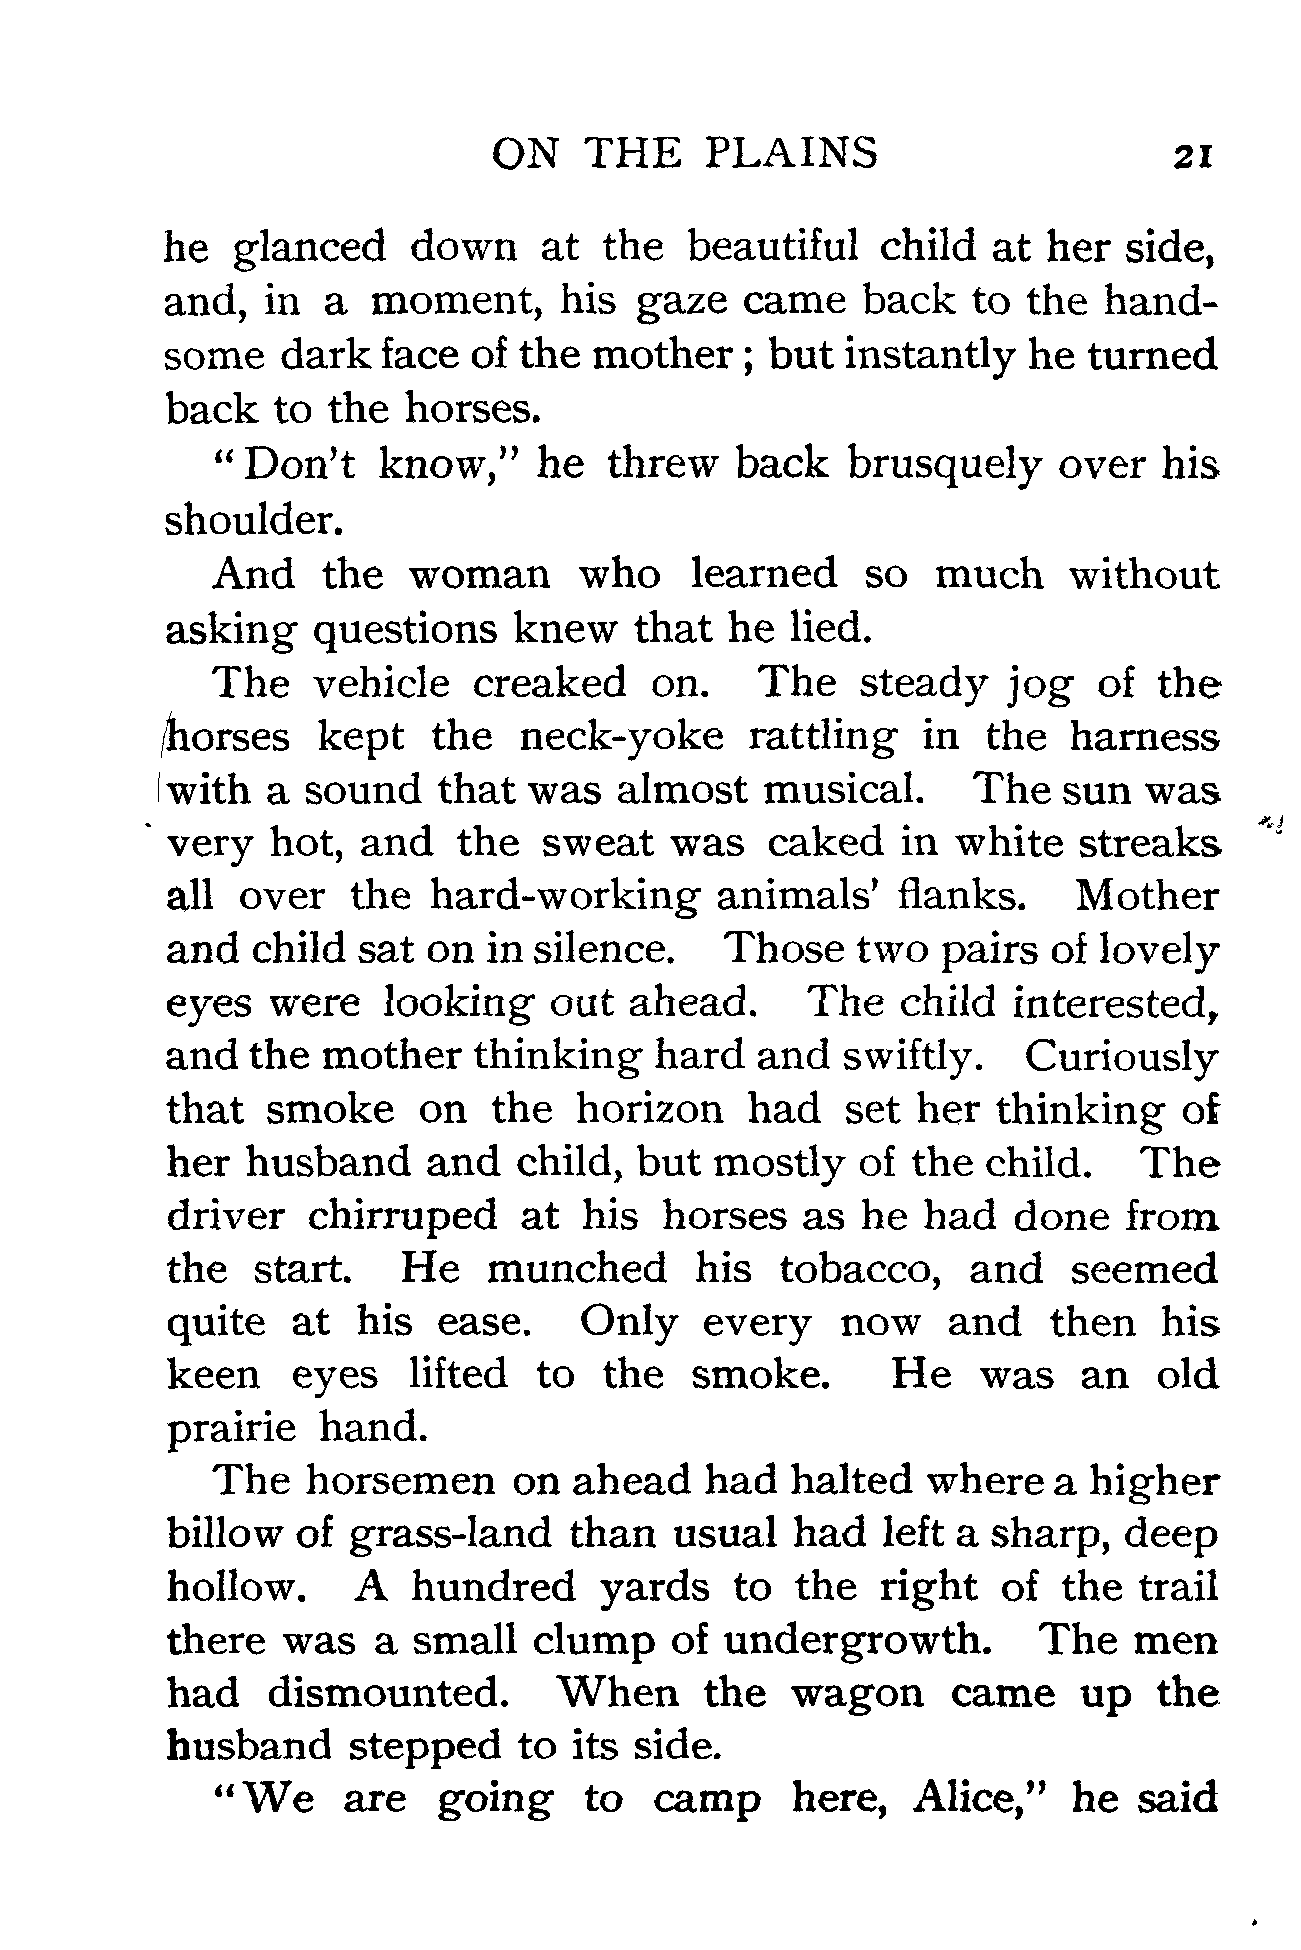 ON THE PLAINS 21
he glanced down at the beautiful child at her side,
and, in a moment, his gaze came back to the hand-
some dark face of the mother; but instantly he turned
back to the horses.
"Don't know," he threw back brusquely over his
shoulder.
And the woman who learned so much without
asking questions knew that he lied.
The vehicle creaked on. The steady jog of the
horses kept the neck-yoke rattling in the harness
with a sound that was almost musical. The sun was
very hot, and the sweat was caked in white streaks
all over the hard-working animals' flanks. Mother
and child sat on in silence. Those two pairs of lovely
eyes were looking out ahead. The child interested,
and the mother thinking hard and swiftly. Curiously
that smoke on the horizon had set her thinking of
her husband and child, but mostly of the child. The
driver chirruped at his horses as he had done from
the start. He munched his tobacco, and seemed
quite at his ease. Only every now and then his
keen eyes lifted to the smoke. He was an old
prairie hand.
The horsemen on ahead had halted where a higher
billow of grass-land than usual had left a sharp, deep
hollow. A hundred yards to the right of the trail
there was a small clump of undergrowth. The men
had dismounted. When the wagon came up the
husband stepped to its side.
"We are going to camp here, Alice," he said